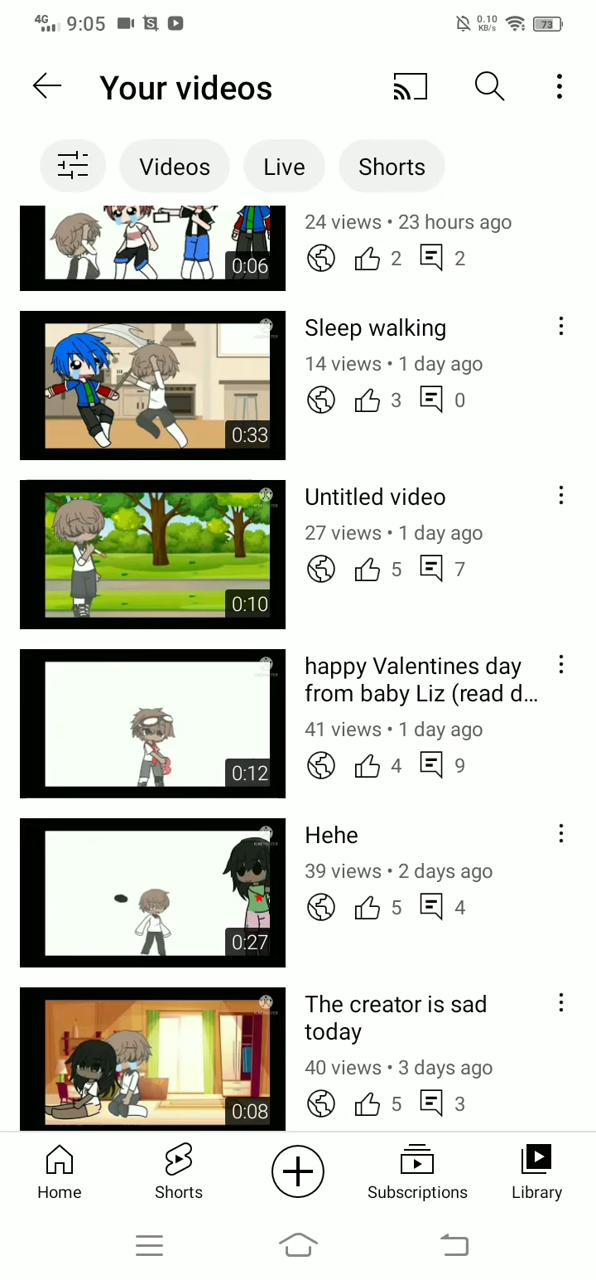 4G 9:05 0.10 KB/s 73
Your videos
Videos Live Shorts
24 views • 23 hours ago
2 2
0:06
Sleep walking
14 views • 1 day ago
3 0
0:33
Untitled video
27 views • 1 day ago
5 7
0:10
happy Valentines day
from baby Liz (read d...
41 views • 1 day ago
4 9
0:12
Hehe
39 views • 2 days ago
5 4
0:27
The creator is sad
today
40 views • 3 days ago
5 3
0:08
Home Shorts Subscriptions Library